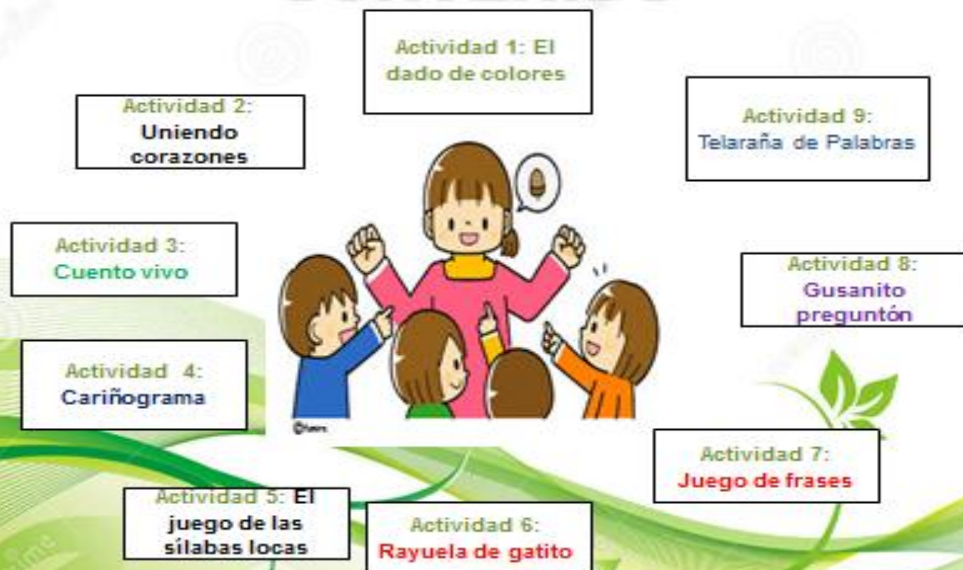 Actividad 1: El
dado de colores
Actividad 2:
Uniendo
corazones
Actividad 3:
Cuento vivo
Actividad 4:
Cariñograma
Actividad 5: El
juego de las
sílabas locas
Actividad 6:
Rayuela de gatito
Actividad 7:
Juego de frases
Actividad 8:
Gusanito
preguntón
Actividad 9:
Telaraña de Palabras